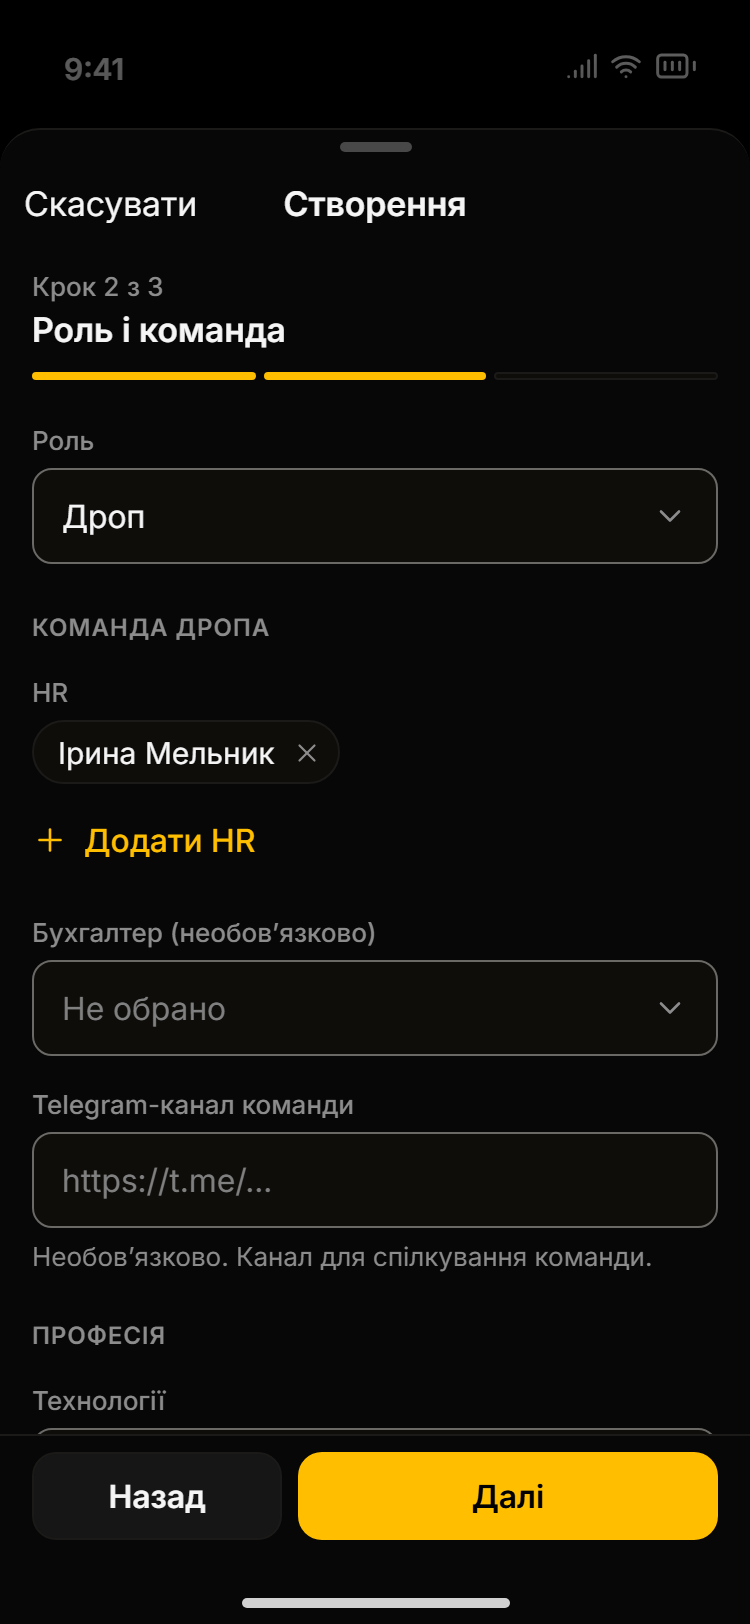 9:41
Скасувати
Створення
Крок 2 з 3
Роль і команда
Роль
Дроп
КОМАНДА ДРОПА
HR
Ірина Мельник
Додати HR
Бухгалтер (необов’язково)
Не обрано
Telegram-канал команди
https://t.me/...
Необов’язково. Канал для спілкування команди.
ПРОФЕСІЯ
Технології
Назад
Далі